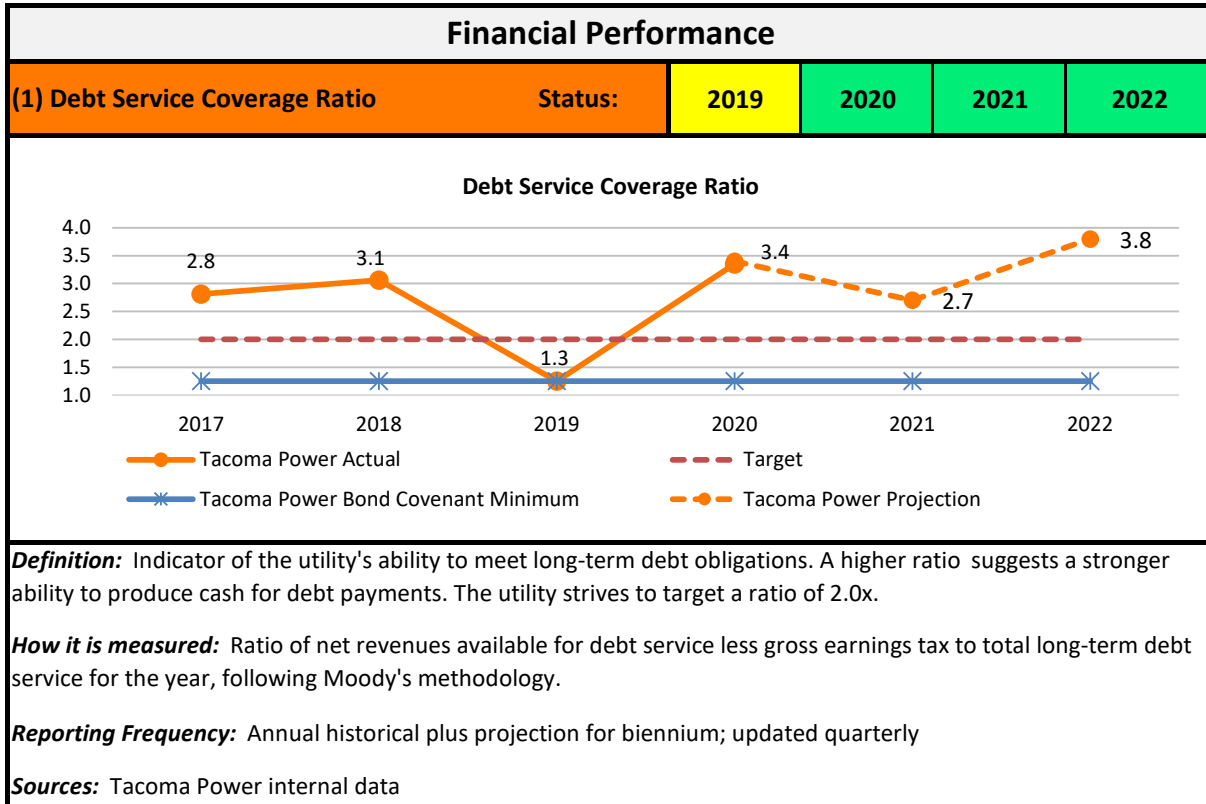 Financial Performance
(1) Debt Service Coverage Ratio Status: 2019 2020 2021 2022
Debt Service Coverage Ratio
4.0
3.5
3.0
2.5
2.0
1.5
1.0
2.8
3.1
1.3
3.4
2.7
3.8
2017 2018 2019 2020 2021 2022
Tacoma Power Actual Target
Tacoma Power Bond Covenant Minimum Tacoma Power Projection
Definition: Indicator of the utility's ability to meet long-term debt obligations. A higher ratio suggests a stronger
ability to produce cash for debt payments. The utility strives to target a ratio of 2.0x.
How it is measured: Ratio of net revenues available for debt service less gross earnings tax to total long-term debt
service for the year, following Moody's methodology.
Reporting Frequency: Annual historical plus projection for biennium; updated quarterly
Sources: Tacoma Power internal data